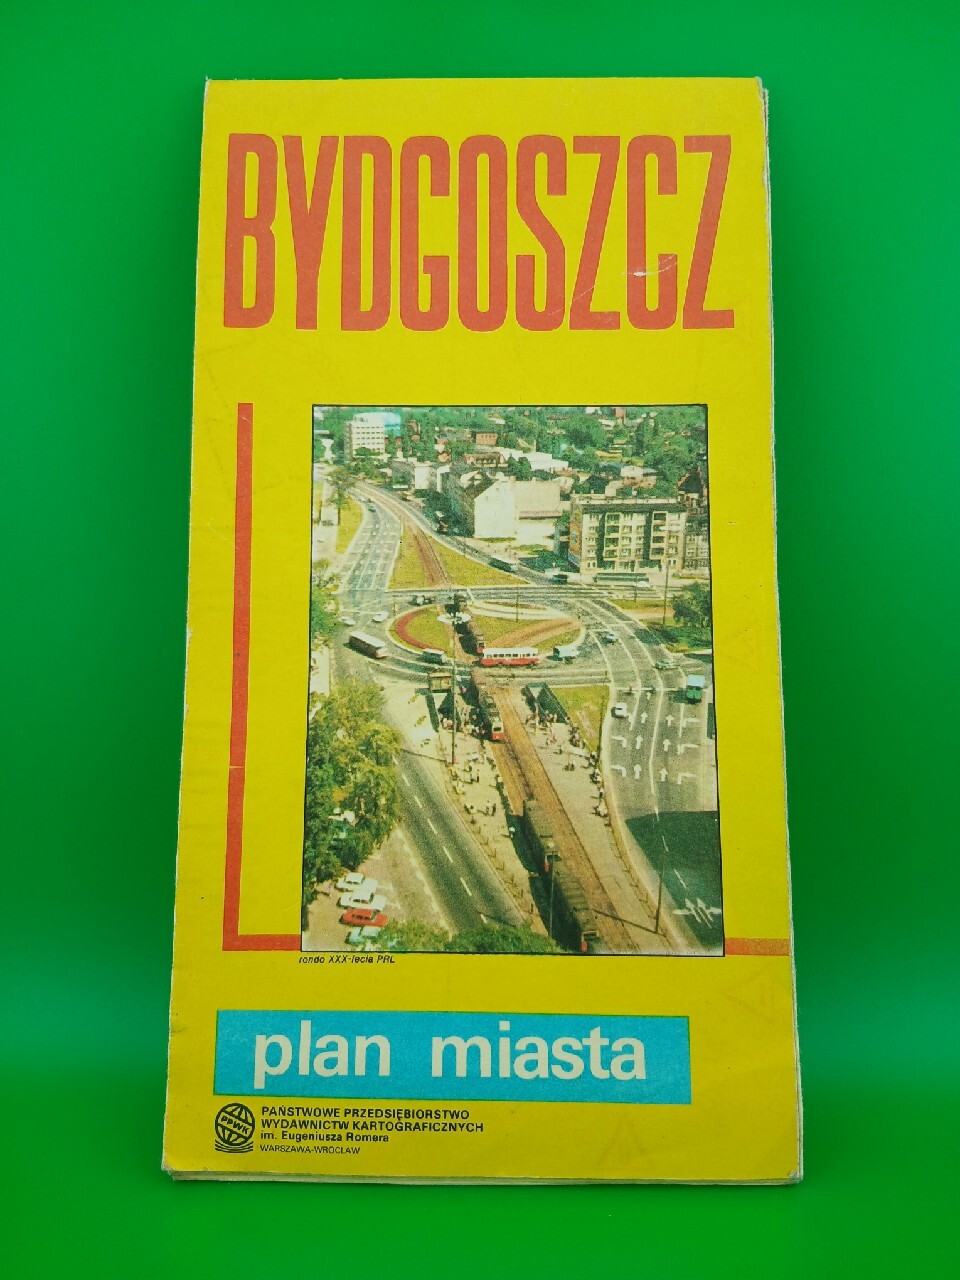 BYDGOSZCZ
rondo XXX-lecia PRL
plan miasta
PPWK
PAŃSTWOWE PRZEDSIĘBIORSTWO
WYDAWNICTW KARTOGRAFICZNYCH
im. Eugeniusza Romera
WARSZAWA-WROCŁAW